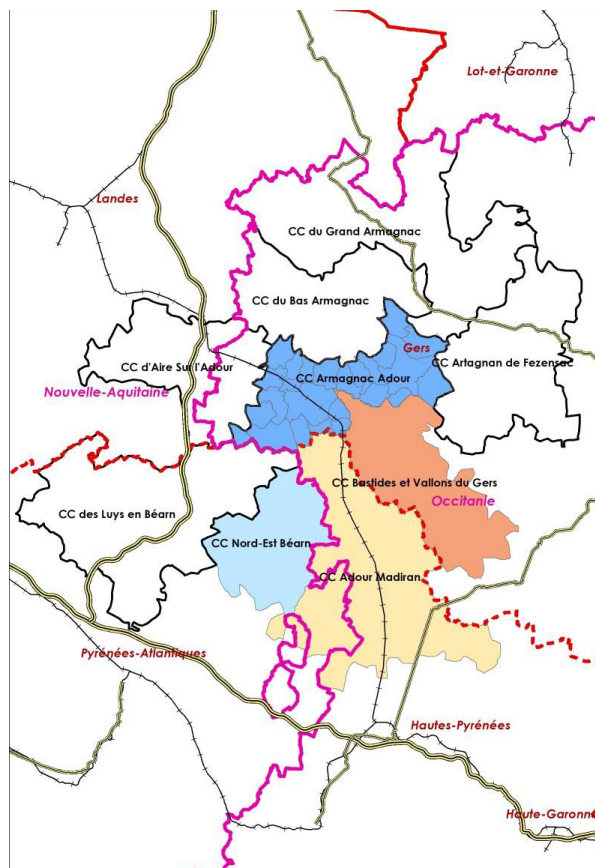 Lot-et-Garonne
Landes
CC du Grand Armagnac
CC du Bas Armagnac
Gers
CC d'Aire Sur l'Adour
CC Artagnan de Fezensac
CC Armagnac Adour
Nouvelle-Aquitaine
CC Bastides et Vallons du Gers
Occitanie
CC des Luys en Béarn
CC Nord-Est Béarn
CC Adour Madiran
Pyrénées-Atlantiques
Hautes-Pyrénées
Haute-Garonn